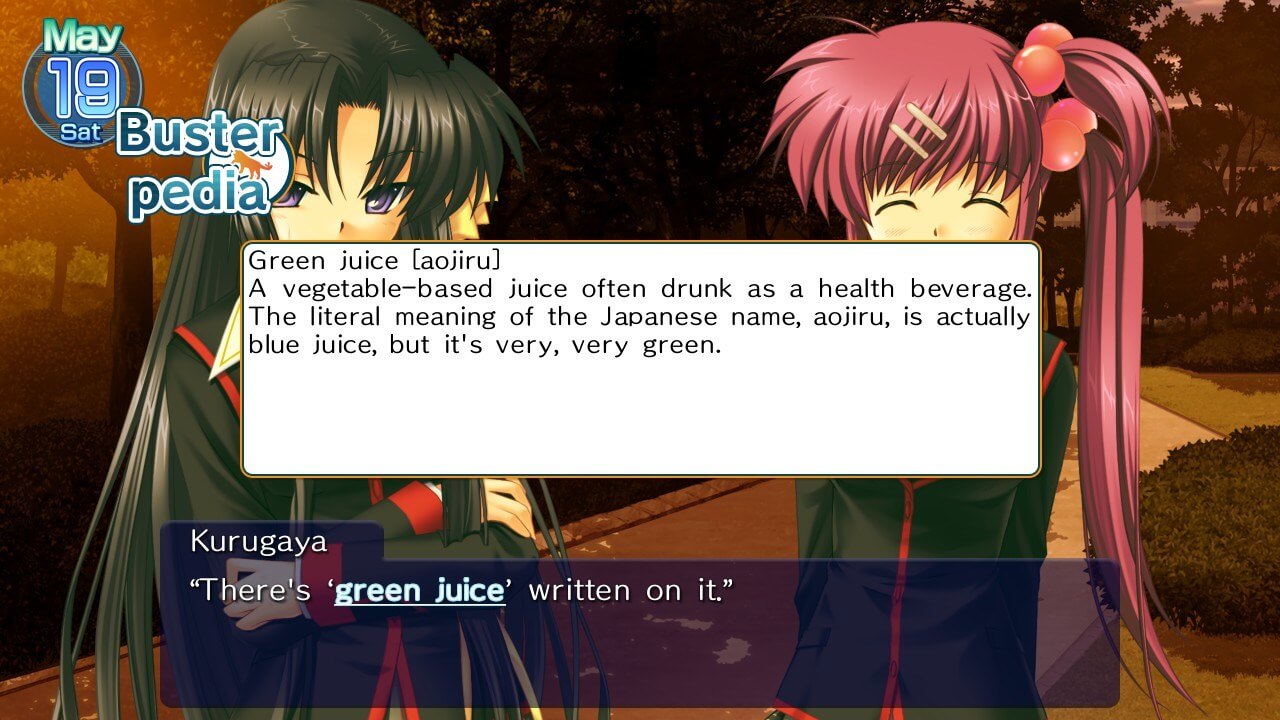 May
19
Sat
Buster
pedia
Green juice [aojiru]
A vegetable-based juice often drunk as a health beverage.
The literal meaning of the Japanese name, aojiru, is actually
blue juice, but it's very, very green.
Kurugaya
“There's ‘green juice’ written on it.”